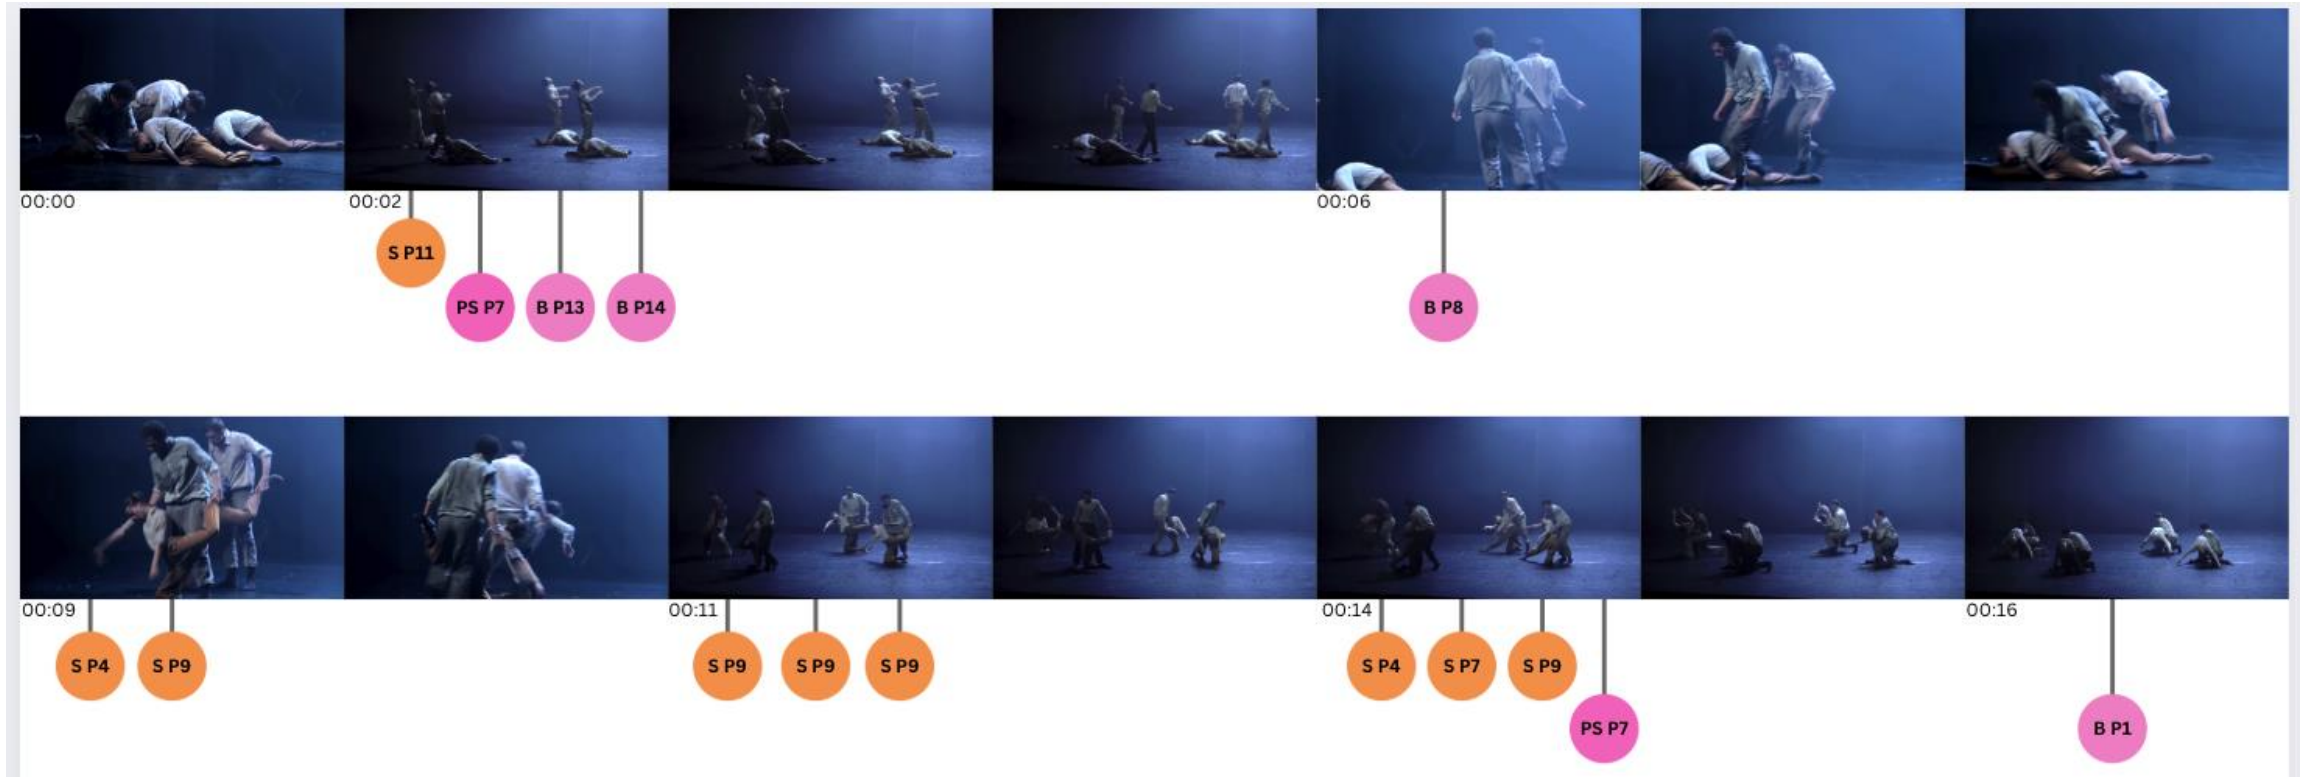 00:00 00:02 00:06
S P11
PS P7 B P13 B P14 B P8
00:09 00:11 00:14 00:16
S P4 S P9 S P9 S P9 S P9 S P4 S P7 S P9
PS P7 B P1